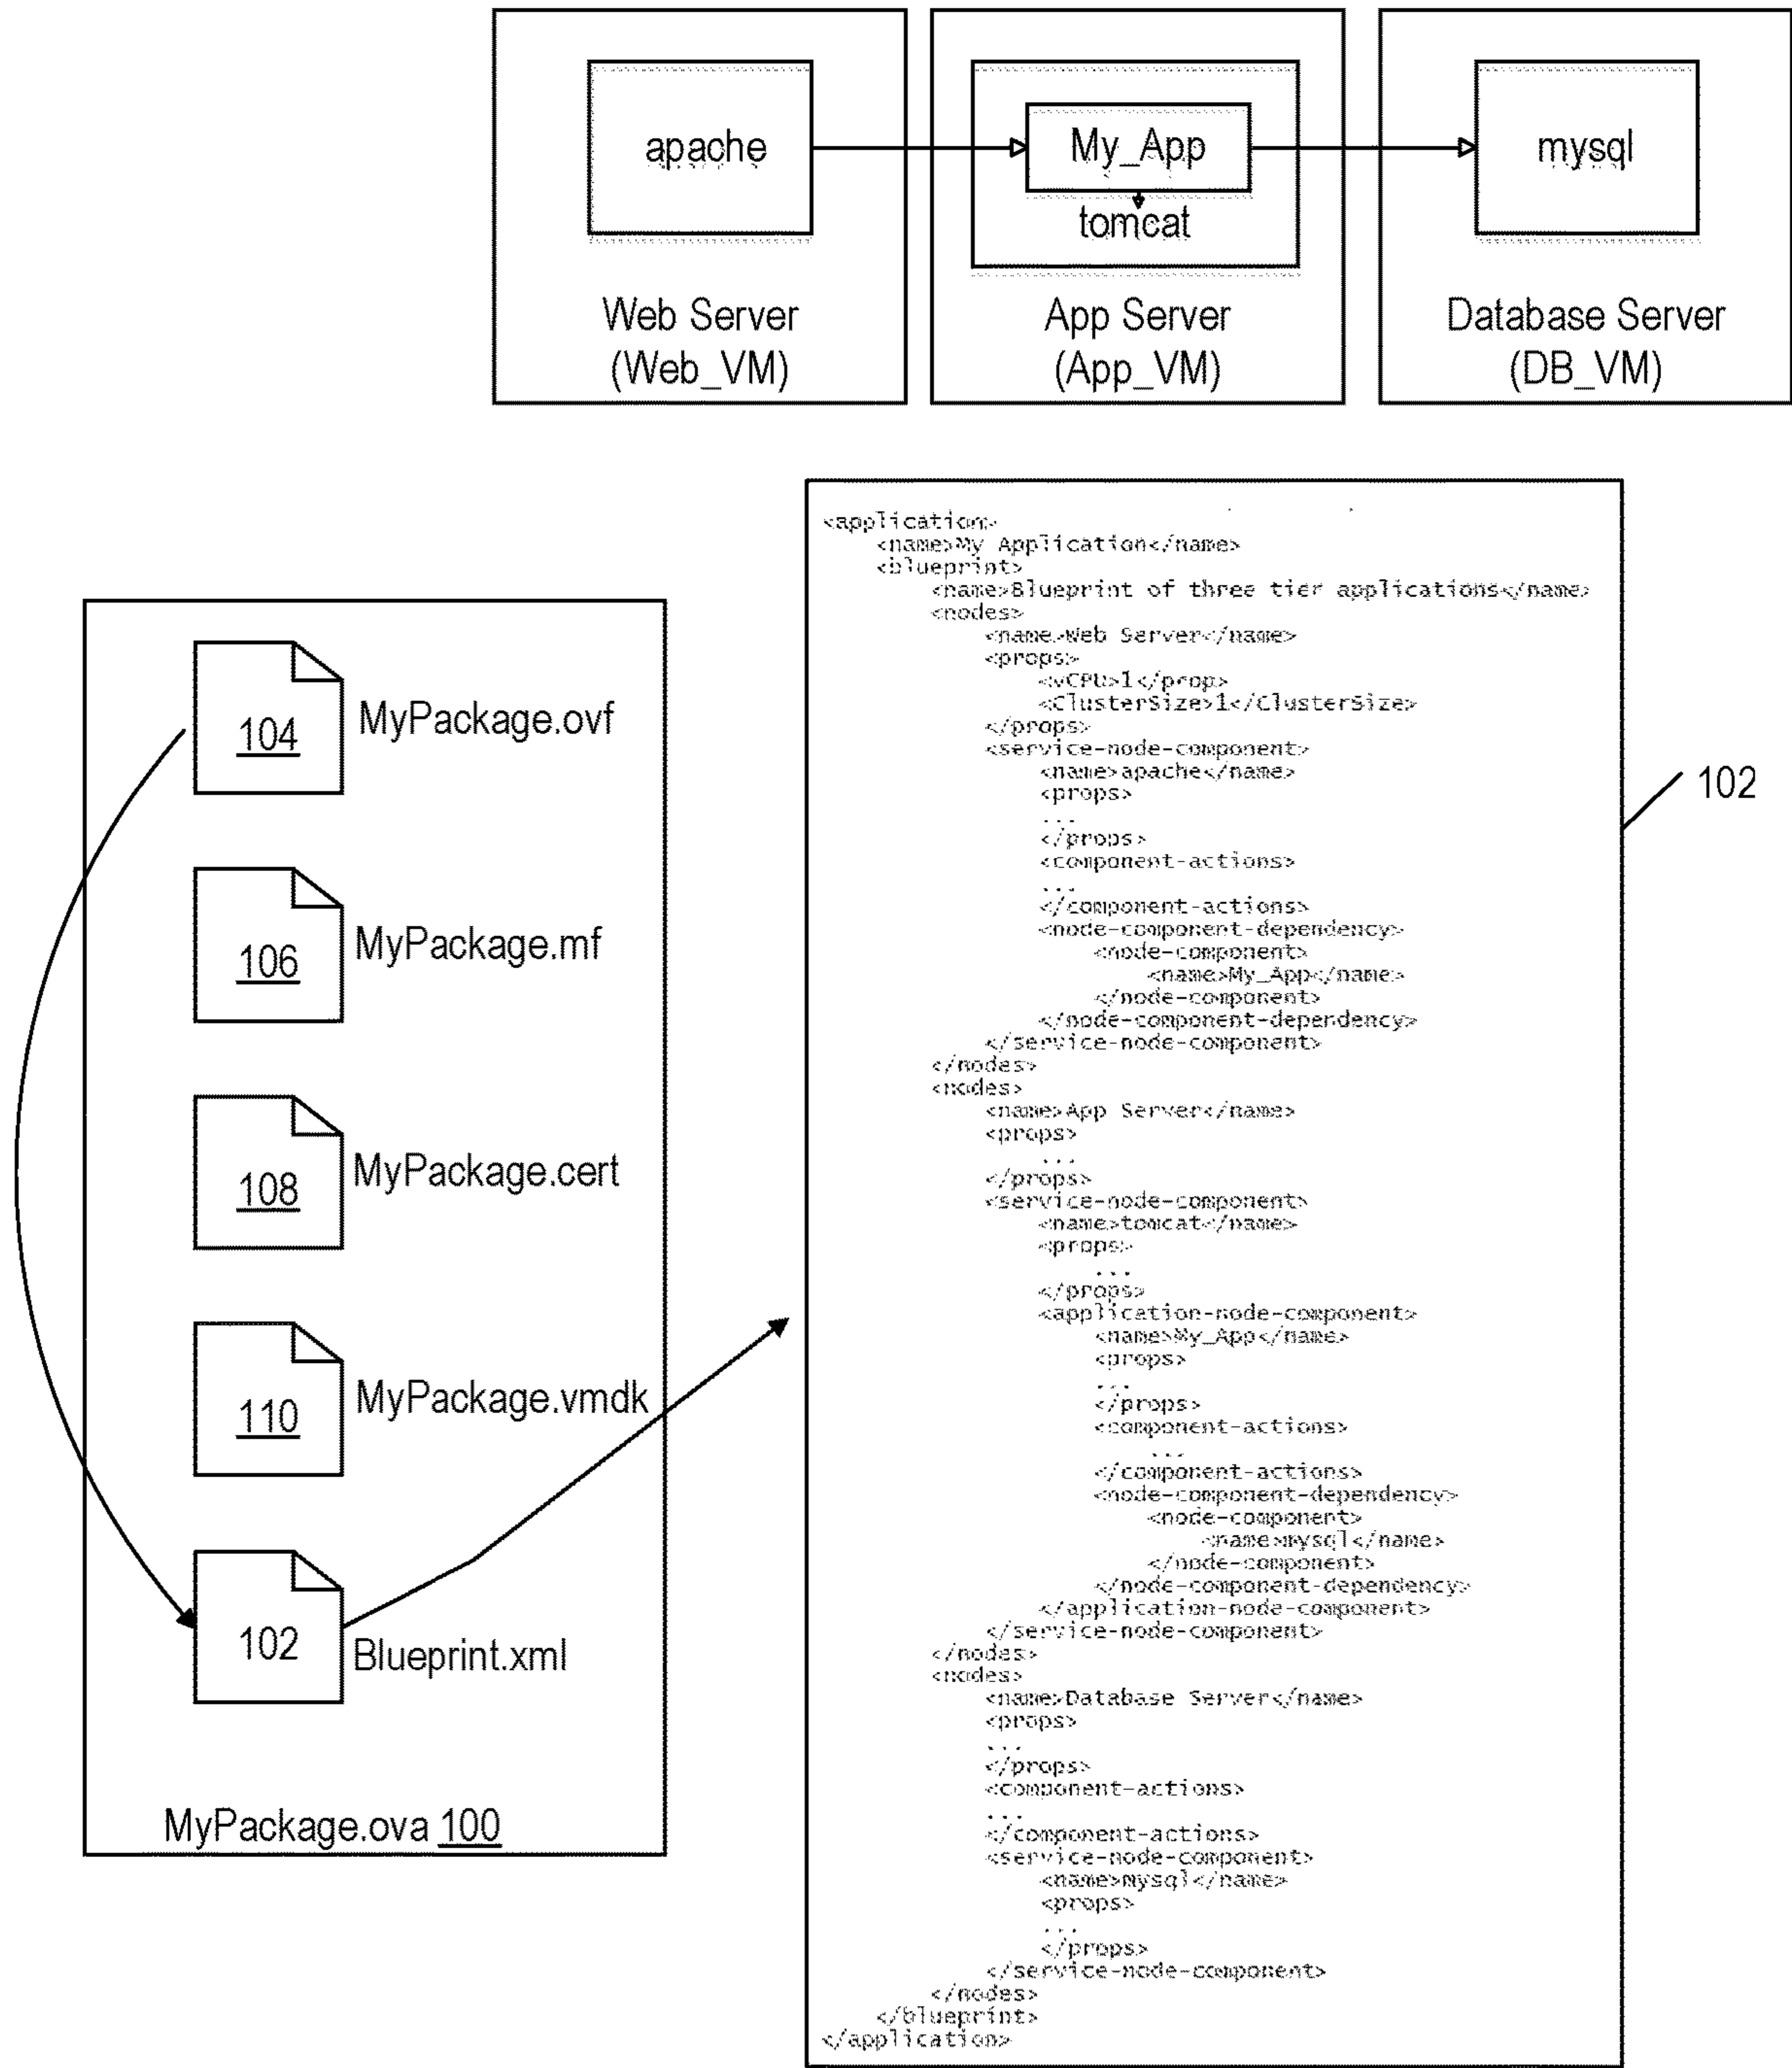 apache
My_App
tomcat
mysql
Web Server
(Web_VM)
App Server
(App_VM)
Database Server
(DB_VM)
104
MyPackage.ovf
106
MyPackage.mf
108
MyPackage.cert
110
MyPackage.vmdk
102
Blueprint.xml
MyPackage.ova 100
<application>
<name>My Application</name>
<blueprint>
<name>Blueprint of three tier applications</name>
<nodes>
<name>Web Server</name>
<props>
<vCPU>1</prop>
<ClusterSize>1</ClusterSize>
</props>
<service-node-component>
<name>apache</name>
<props>
...
</props>
<component-actions>
...
</component-actions>
<node-component-dependency>
<node-component>
<name>My_App</name>
</node-component>
</node-component-dependency>
</service-node-component>
</nodes>
<nodes>
<name>App Server</name>
<props>
...
</props>
<service-node-component>
<name>tomcat</name>
<props>
...
</props>
<application-node-component>
<name>My_App</name>
<props>
...
</props>
<component-actions>
...
</component-actions>
<node-component-dependency>
<node-component>
<name>mysql</name>
</node-component>
</node-component-dependency>
</application-node-component>
</service-node-component>
</nodes>
<nodes>
<name>Database Server</name>
<props>
...
</props>
<component-actions>
...
</component-actions>
<service-node-component>
<name>mysql</name>
<props>
...
</props>
</service-node-component>
</nodes>
</blueprint>
</application>
102